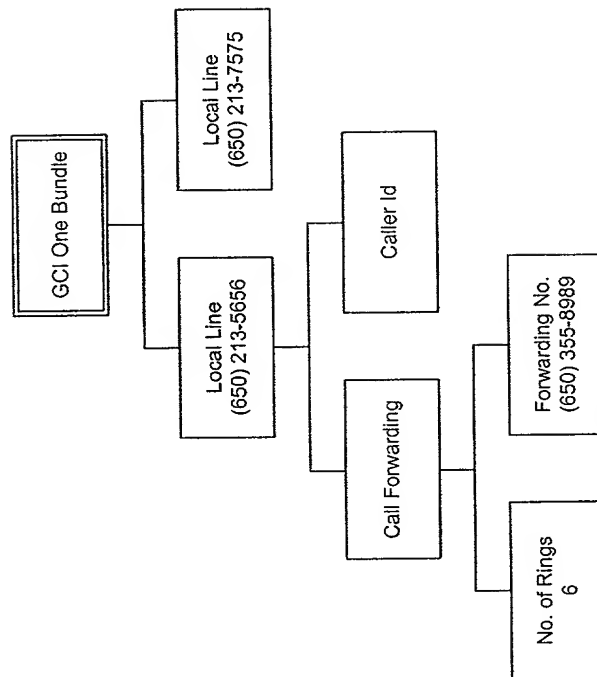 GCI One Bundle
Local Line
(650) 213-5656
Local Line
(650) 213-7575
Call Forwarding
Caller Id
No. of Rings
6
Forwarding No.
(650) 355-8989